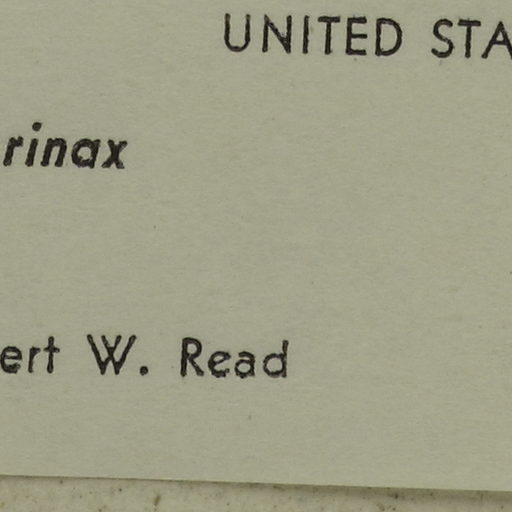 UNITED STA
rinax
ert W. Read